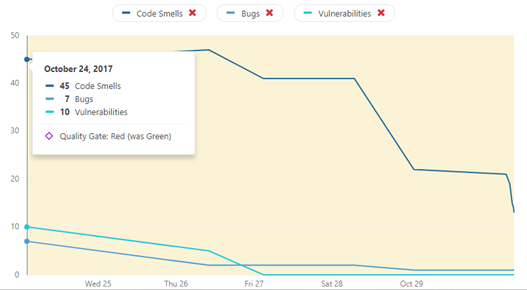 Code Smells ✖ Bugs ✖ Vulnerabilities ✖
50
October 24, 2017
45 Code Smells
7 Bugs
10 Vulnerabilities
Quality Gate: Red (was Green)
40
30
20
10
0
Wed 25 Thu 26 Fri 27 Sat 28 Oct 29